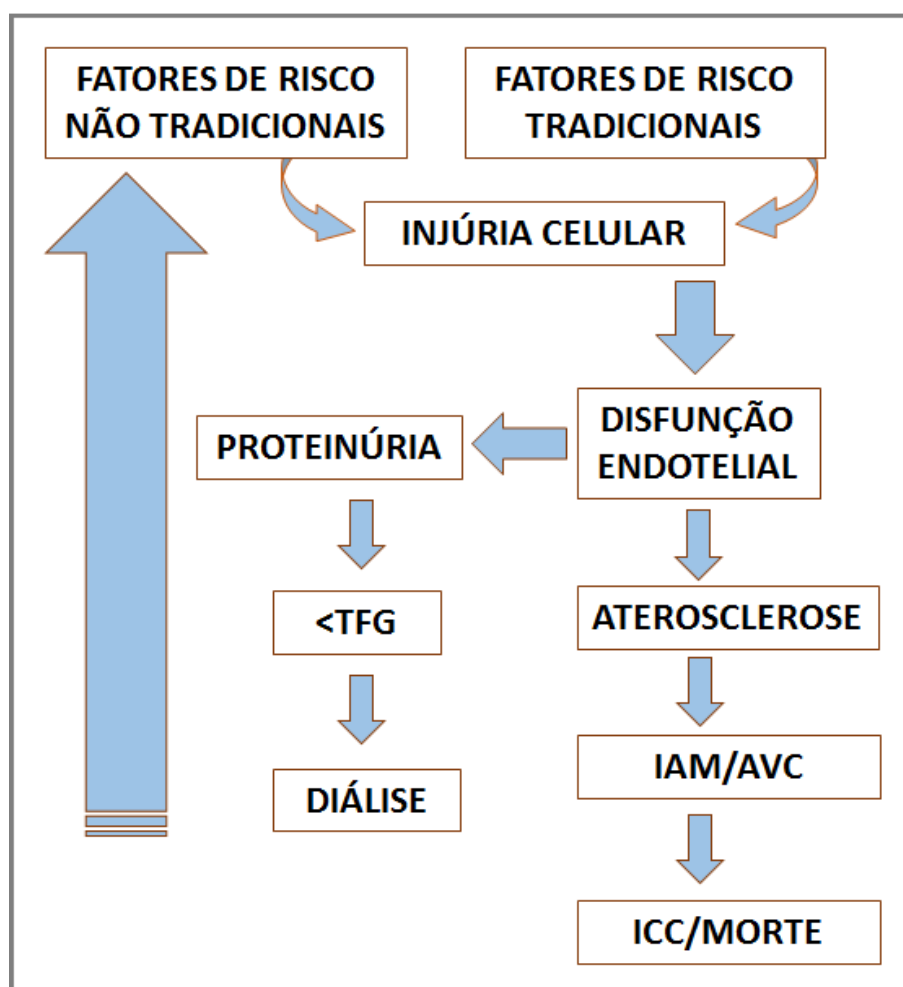 FATORES DE RISCO
NÃO TRADICIONAIS
FATORES DE RISCO
TRADICIONAIS
INJÚRIA CELULAR
DISFUNÇÃO
ENDOTELIAL
PROTEINÚRIA
<TFG
ATEROSCLEROSE
DIÁLISE
IAM/AVC
ICC/MORTE